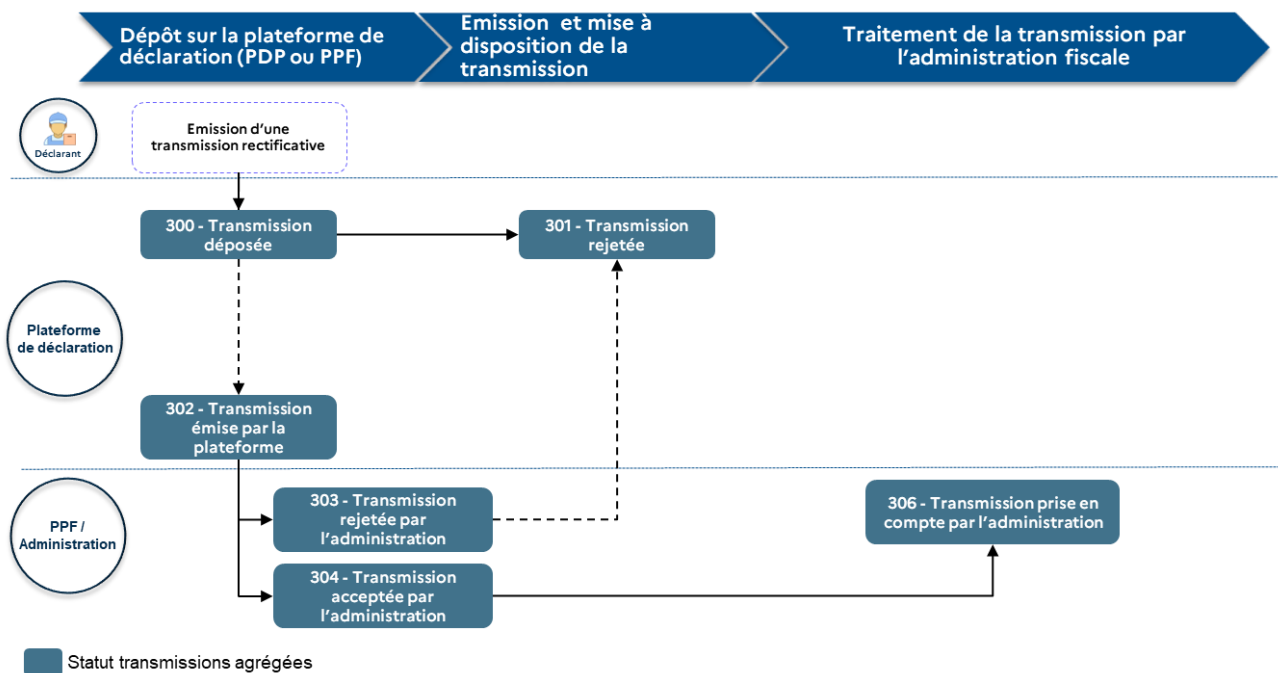 Dépôt sur la plateforme de
déclaration (PDP ou PPF)
Emission et mise à
disposition de la
transmission
Traitement de la transmission par
l'administration fiscale
Déclarant
Emission d'une
transmission rectificative
300 - Transmission
déposée
301 - Transmission
rejetée
Plateforme
de déclaration
302 - Transmission
émise par la
plateforme
PPF /
Administration
303 - Transmission
rejetée par
l'administration
306 - Transmission prise en
compte par l'administration
304 - Transmission
acceptée par
l'administration
Statut transmissions agrégées